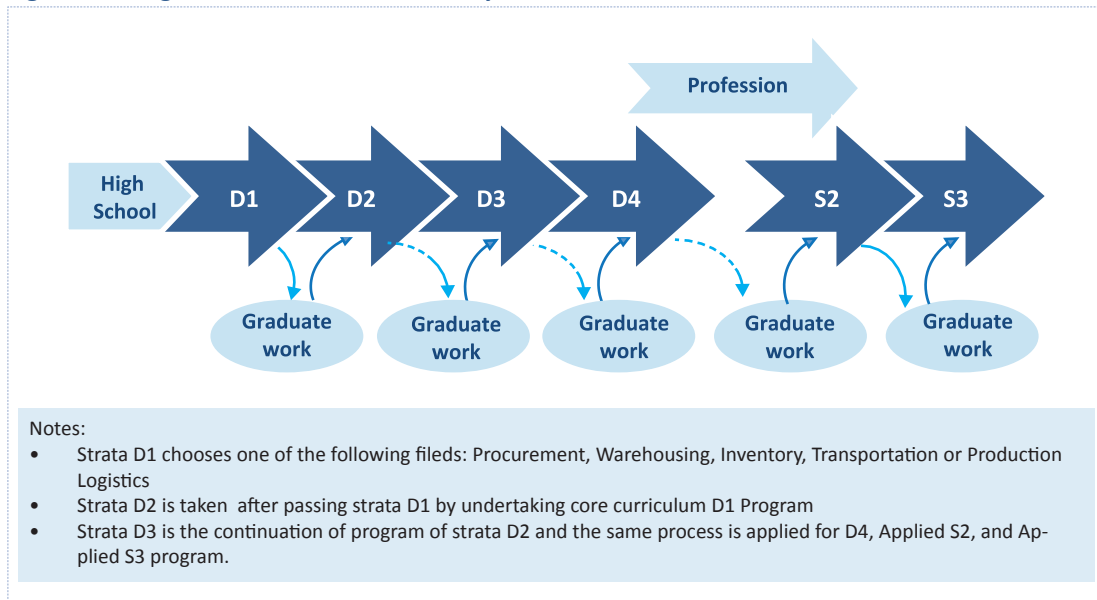 Profession
High
School
D1
D2
D3
D4
S2
S3
Graduate
work
Graduate
work
Graduate
work
Graduate
work
Graduate
work
Notes:
• Strata D1 chooses one of the following fileds: Procurement, Warehousing, Inventory, Transportation or Production
Logistics
• Strata D2 is taken after passing strata D1 by undertaking core curriculum D1 Program
• Strata D3 is the continuation of program of strata D2 and the same process is applied for D4, Applied S2, and Ap-
plied S3 program.